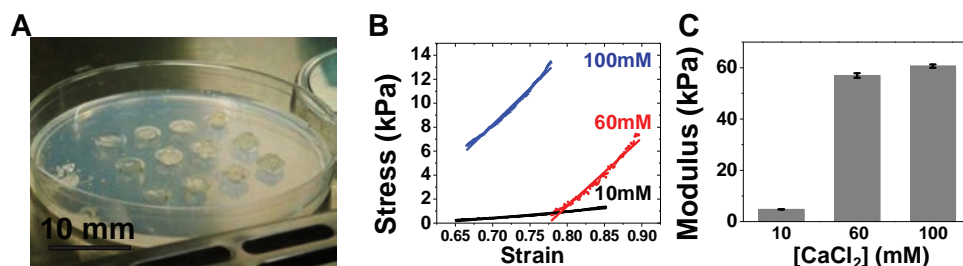 A
10 mm
B
Stress (kPa)
14
12
10
8
6
4
2
0
100mM
60mM
10mM
0.65 0.70 0.75 0.80 0.85 0.90
Strain
C
Modulus (kPa)
60
40
20
0
10 60 100
[CaCl₂] (mM)